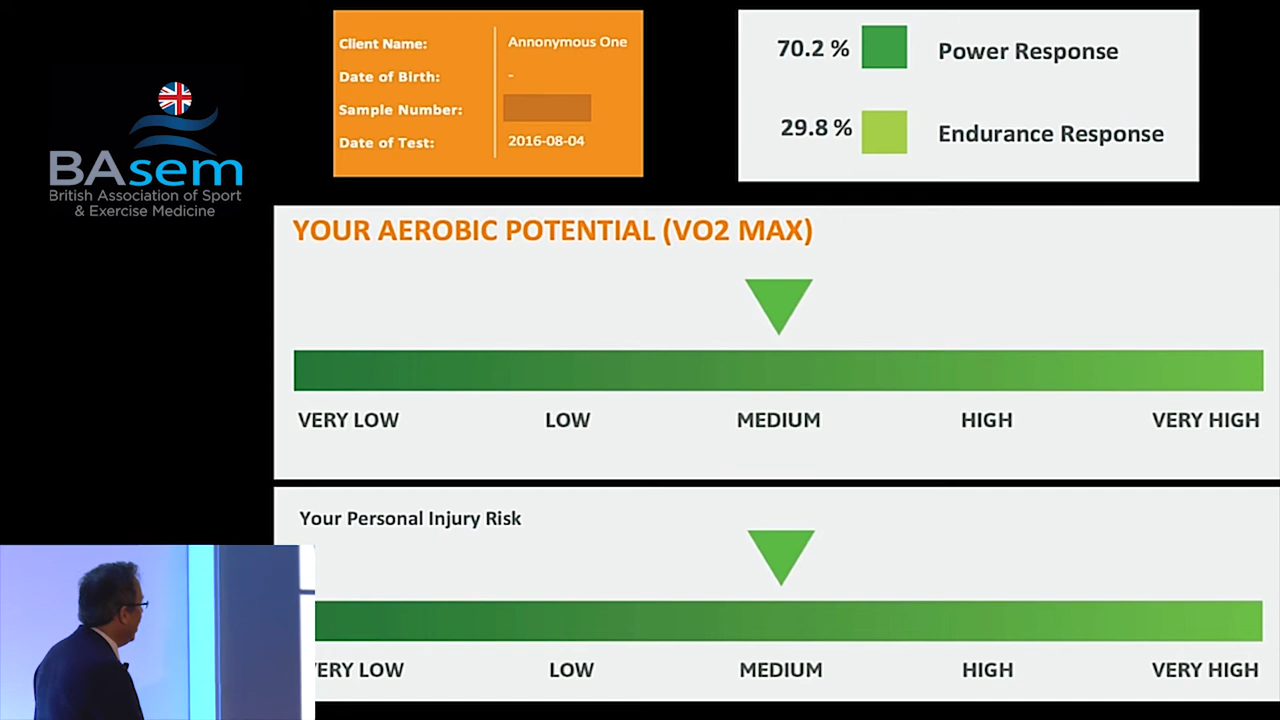 BAsem
British Association of Sport
& Exercise Medicine
Client Name: Annonymous One
Date of Birth: -
Sample Number:
Date of Test: 2016-08-04
70.2 % Power Response
29.8 % Endurance Response
YOUR AEROBIC POTENTIAL (VO2 MAX)
VERY LOW LOW MEDIUM HIGH VERY HIGH
Your Personal Injury Risk
VERY LOW LOW MEDIUM HIGH VERY HIGH